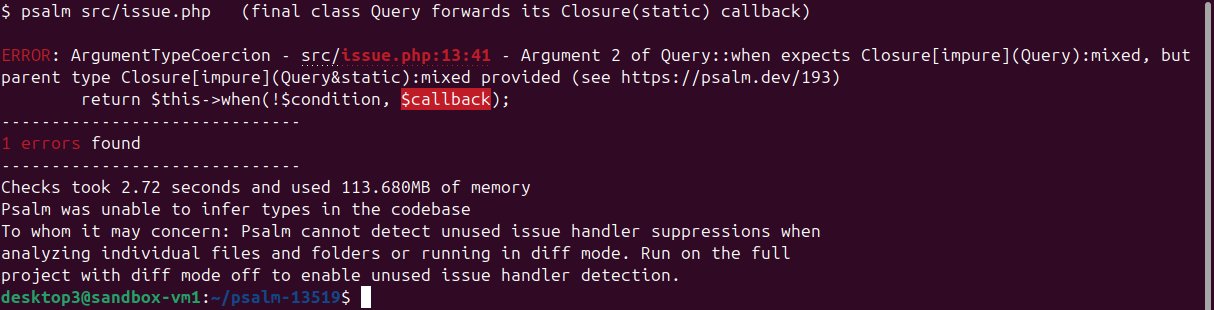 $ psalm src/issue.php   (final class Query forwards its Closure(static) callback)
ERROR: ArgumentTypeCoercion - src/issue.php:13:41 - Argument 2 of Query::when expects Closure[impure](Query):mixed, but
parent type Closure[impure](Query&static):mixed provided (see https://psalm.dev/193)
        return $this->when(!$condition, $callback);
------------------------------
1 errors found
------------------------------
Checks took 2.72 seconds and used 113.680MB of memory
Psalm was unable to infer types in the codebase
To whom it may concern: Psalm cannot detect unused issue handler suppressions when
analyzing individual files and folders or running in diff mode. Run on the full
project with diff mode off to enable unused issue handler detection.
desktop3@sandbox-vm1:~/psalm-13519$